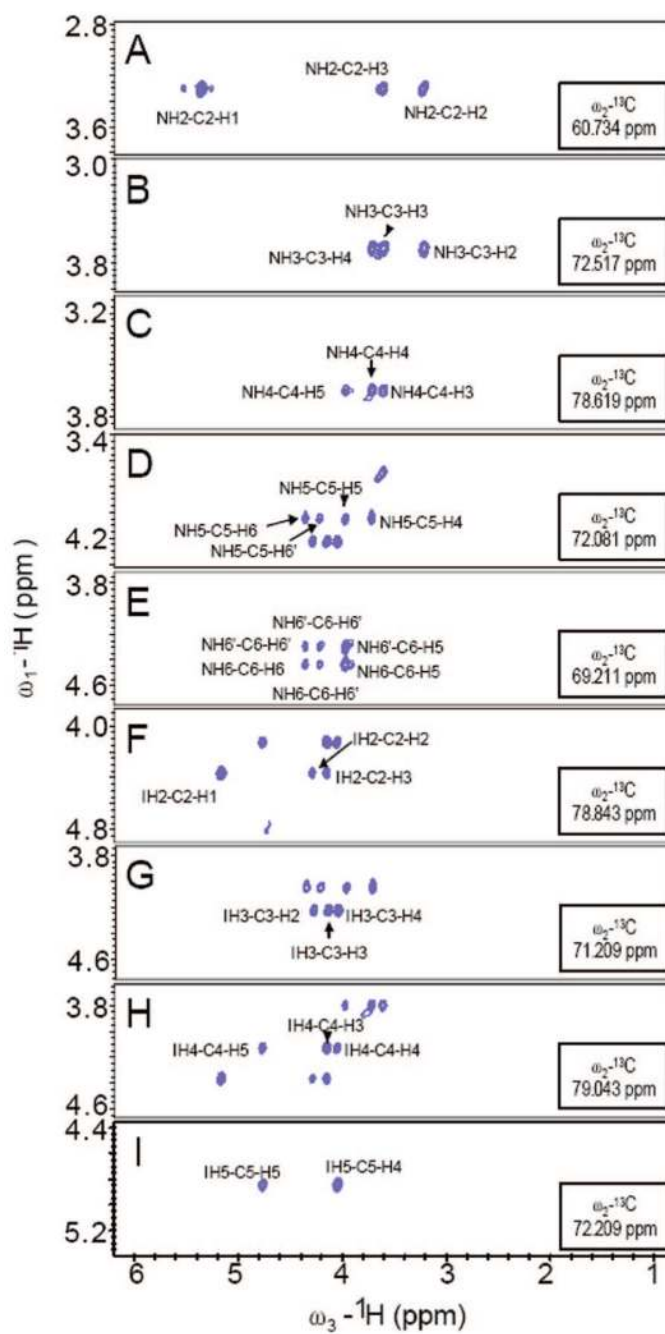 2.8
A
NH2-C2-H3
NH2-C2-H1
NH2-C2-H2
3.6
ω2-13C
60.734 ppm
3.0
B
NH3-C3-H3
NH3-C3-H4
NH3-C3-H2
3.8
ω2-13C
72.517 ppm
3.2
C
NH4-C4-H4
NH4-C4-H5
NH4-C4-H3
3.8
ω2-13C
78.619 ppm
3.4
D
NH5-C5-H5
NH5-C5-H6
NH5-C5-H4
NH5-C5-H6'
4.2
ω2-13C
72.081 ppm
3.8
E
NH6'-C6-H6'
NH6'-C6-H6'
NH6'-C6-H5
NH6-C6-H6
NH6-C6-H5
NH6-C6-H6'
4.6
ω2-13C
69.211 ppm
4.0
F
IH2-C2-H2
IH2-C2-H3
IH2-C2-H1
4.8
ω2-13C
78.843 ppm
3.8
G
IH3-C3-H2
IH3-C3-H4
IH3-C3-H3
4.6
ω2-13C
71.209 ppm
3.8
H
IH4-C4-H3
IH4-C4-H5
IH4-C4-H4
4.6
ω2-13C
79.043 ppm
4.4
I
IH5-C5-H5
IH5-C5-H4
5.2
ω2-13C
72.209 ppm
ω1-1H (ppm)
6 5 4 3 2 1
ω3-1H (ppm)